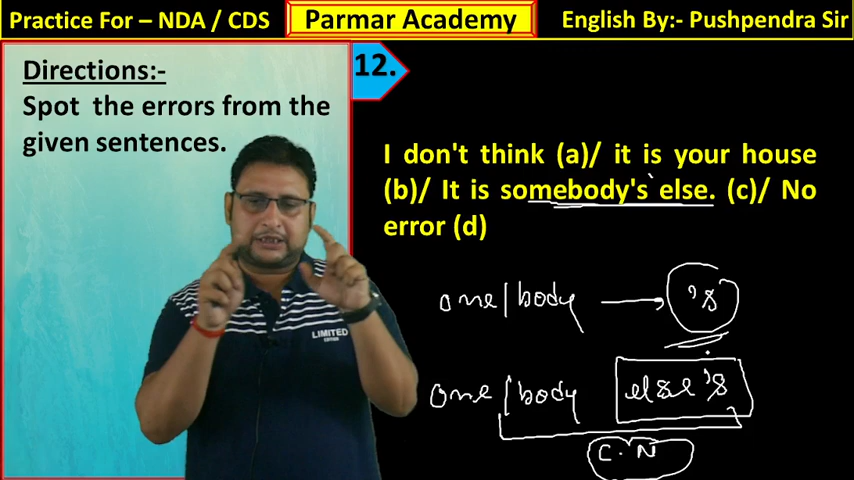 Practice For – NDA / CDS
Parmar Academy
English By:- Pushpendra Sir
Directions:-
Spot the errors from the
given sentences.
12.
I don't think (a)/ it is your house
(b)/ It is somebody's else. (c)/ No
error (d)
one/body → 's
one/body else's
C.N
LIMITED
EDITION